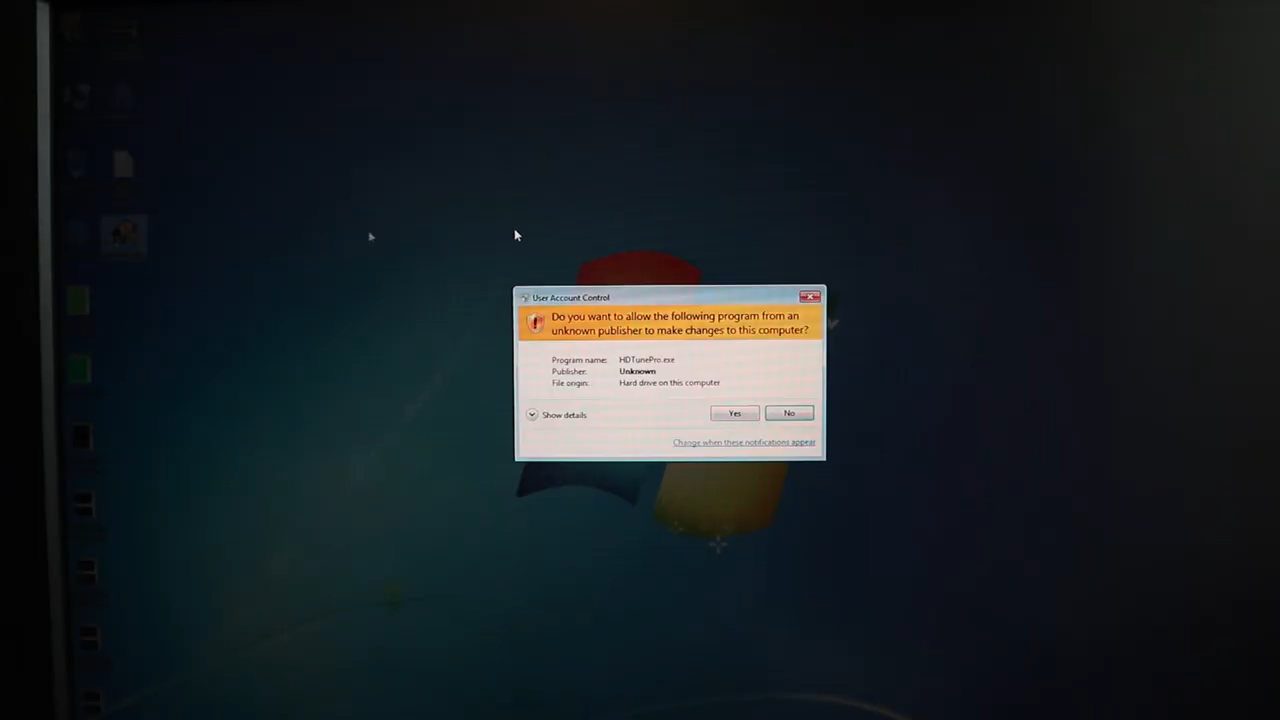 User Account Control
Do you want to allow the following program from an
unknown publisher to make changes to this computer?
Program name: HDTunePro.exe
Publisher: Unknown
File origin: Hard drive on this computer
Show details
Yes No
Change when these notifications appear